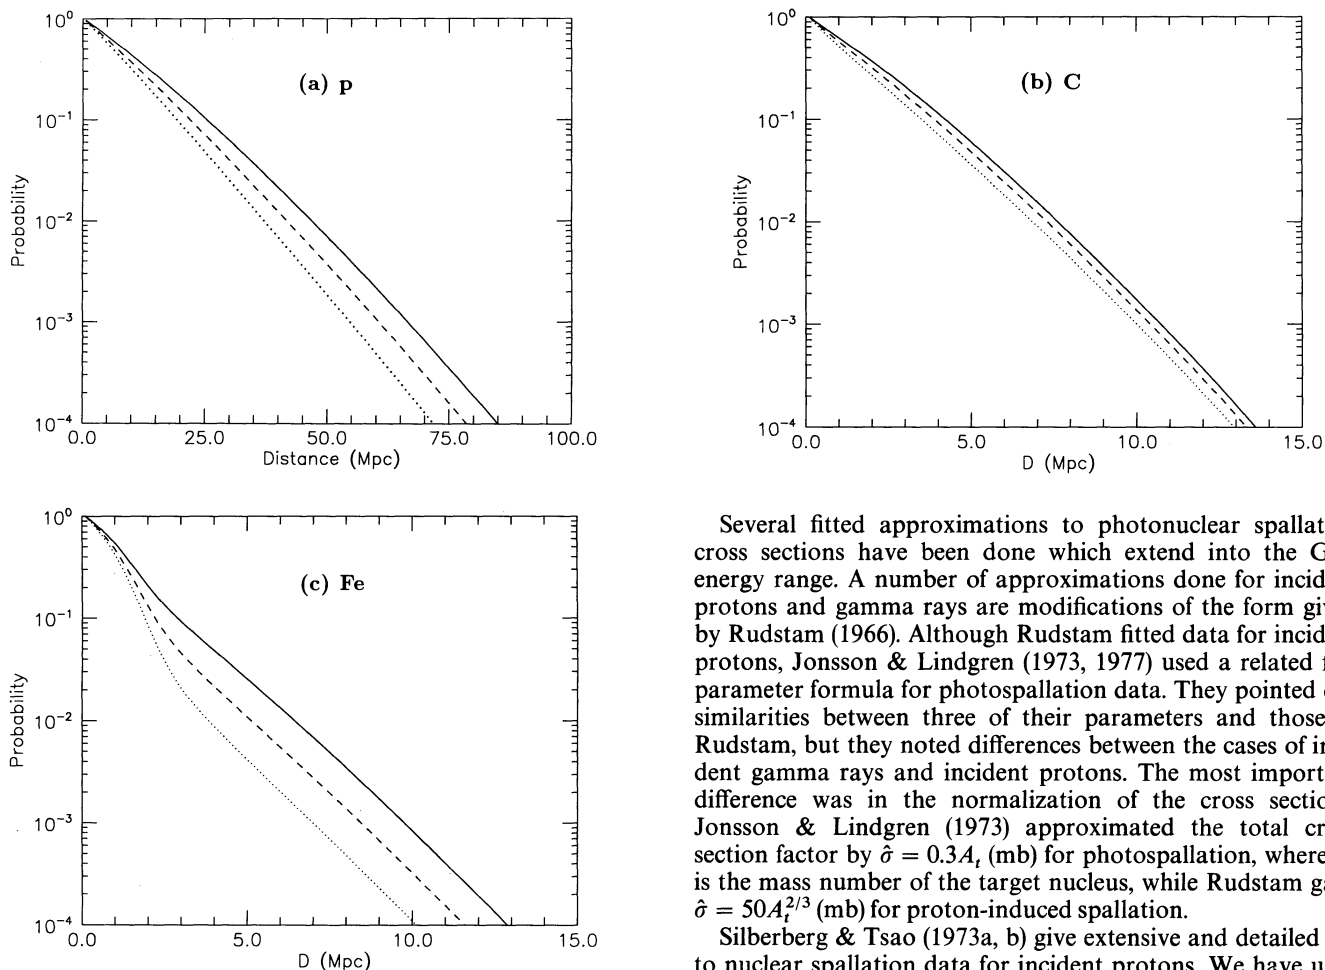 10⁰
10⁻¹
10⁻²
10⁻³
10⁻⁴
Probability
(a) p
0.0 25.0 50.0 75.0 100.0
Distance (Mpc)
10⁰
10⁻¹
10⁻²
10⁻³
10⁻⁴
Probability
(b) C
0.0 5.0 10.0 15.0
D (Mpc)
10⁰
10⁻¹
10⁻²
10⁻³
10⁻⁴
Probability
(c) Fe
0.0 5.0 10.0 15.0
D (Mpc)
Several fitted approximations to photonuclear spallat
cross sections have been done which extend into the G
energy range. A number of approximations done for incid
protons and gamma rays are modifications of the form giv
by Rudstam (1966). Although Rudstam fitted data for incid
protons, Jonsson & Lindgren (1973, 1977) used a related f
parameter formula for photospallation data. They pointed
similarities between three of their parameters and those
Rudstam, but they noted differences between the cases of in
dent gamma rays and incident protons. The most import
difference was in the normalization of the cross sectio
Jonsson & Lindgren (1973) approximated the total cr
section factor by σ̂ = 0.3Aₜ (mb) for photospallation, where
is the mass number of the target nucleus, while Rudstam ga
σ̂ = 50Aₜ²ᐟ³ (mb) for proton-induced spallation.
Silberberg & Tsao (1973a, b) give extensive and detailed
to nuclear spallation data for incident protons. We have u